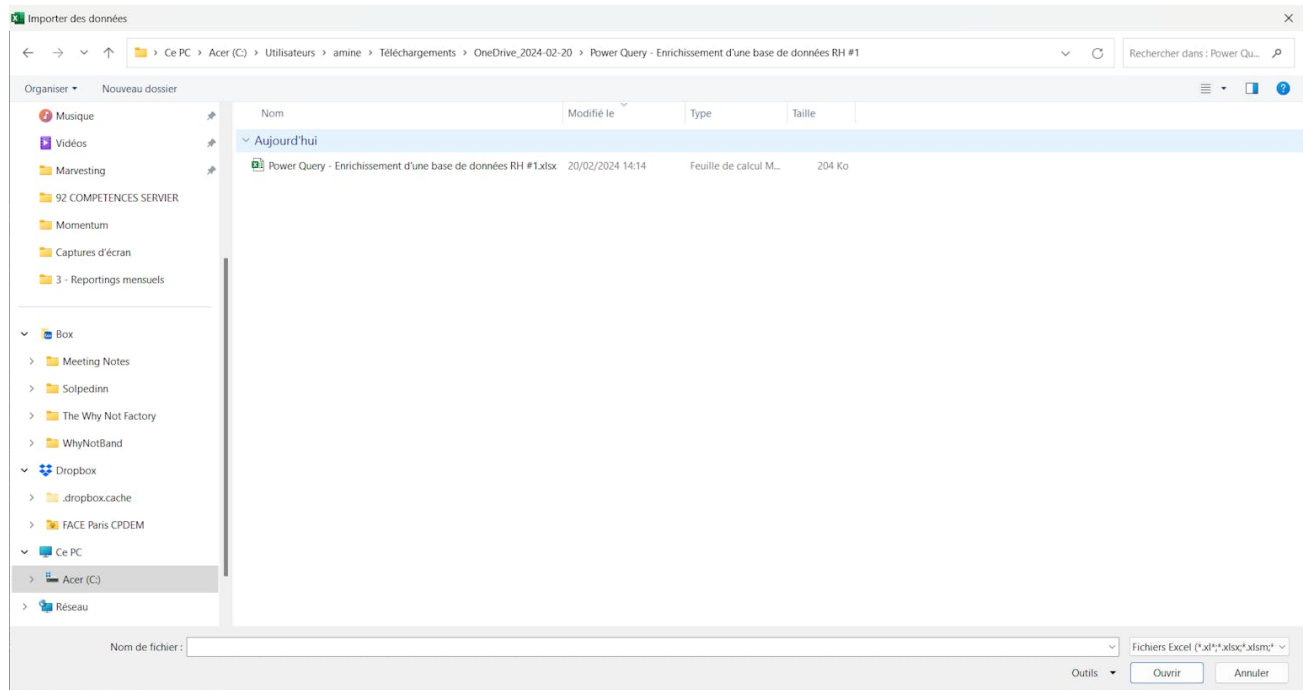 Importer des données
Ce PC > Acer (C:) > Utilisateurs > amine > Téléchargements > OneDrive_2024-02-20 > Power Query - Enrichissement d'une base de données RH #1
Rechercher dans : Power Qu...
Organiser Nouveau dossier
Musique
Vidéos
Marvesting
92 COMPETENCES SERVIER
Momentum
Captures d'écran
3 - Reportings mensuels
Box
Meeting Notes
Solpedinn
The Why Not Factory
WhyNotBand
Dropbox
.dropbox.cache
FACE Paris CPDEM
Ce PC
Acer (C:)
Réseau
Nom Modifié le Type Taille
Aujourd'hui
Power Query - Enrichissement d'une base de données RH #1.xlsx 20/02/2024 14:14 Feuille de calcul M... 204 Ko
Nom de fichier :
Fichiers Excel (*.xl*;*.xlsx;*.xlsm;*
Outils Ouvrir Annuler